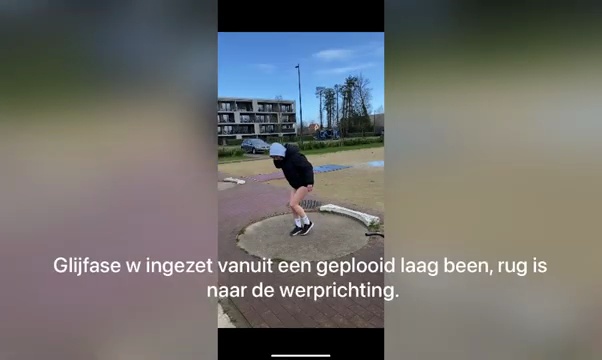 Glijfase w ingezet vanuit een geplooid laag been, rug is
naar de werprichting.